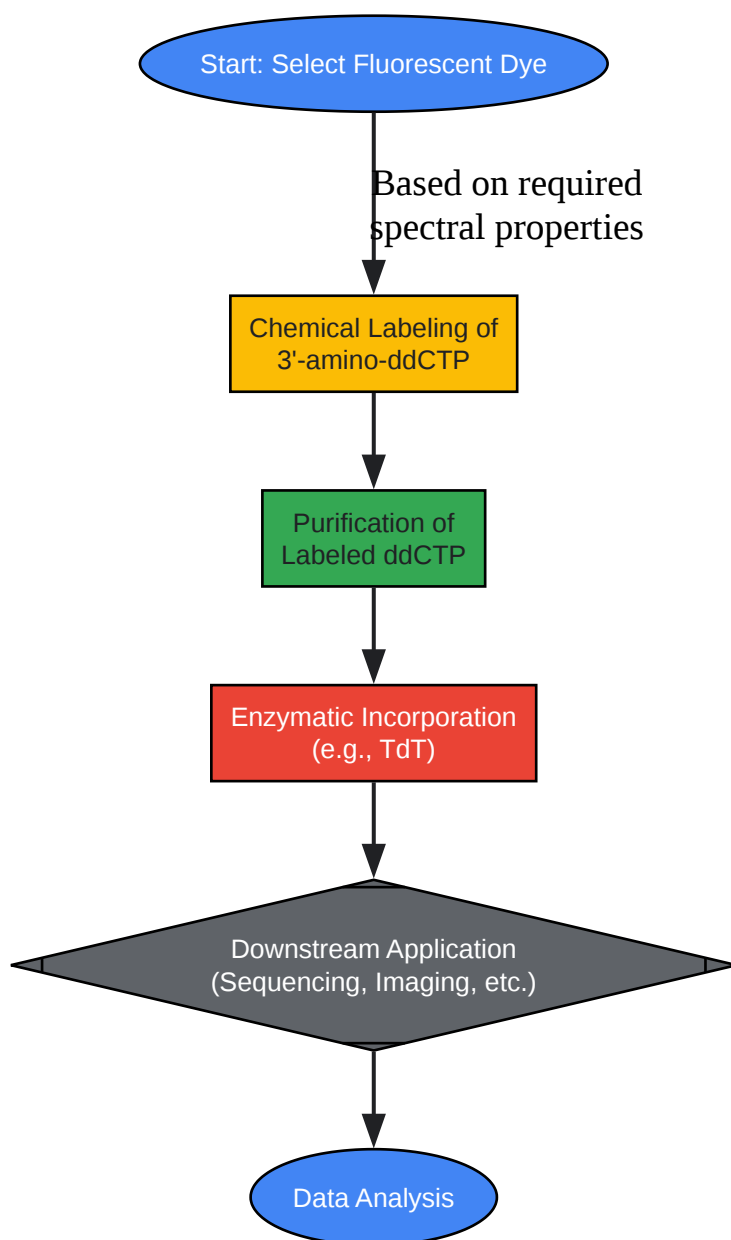 Start: Select Fluorescent Dye
Based on required
spectral properties
Chemical Labeling of
3'-amino-ddCTP
Purification of
Labeled ddCTP
Enzymatic Incorporation
(e.g., TdT)
Downstream Application
(Sequencing, Imaging, etc.)
Data Analysis